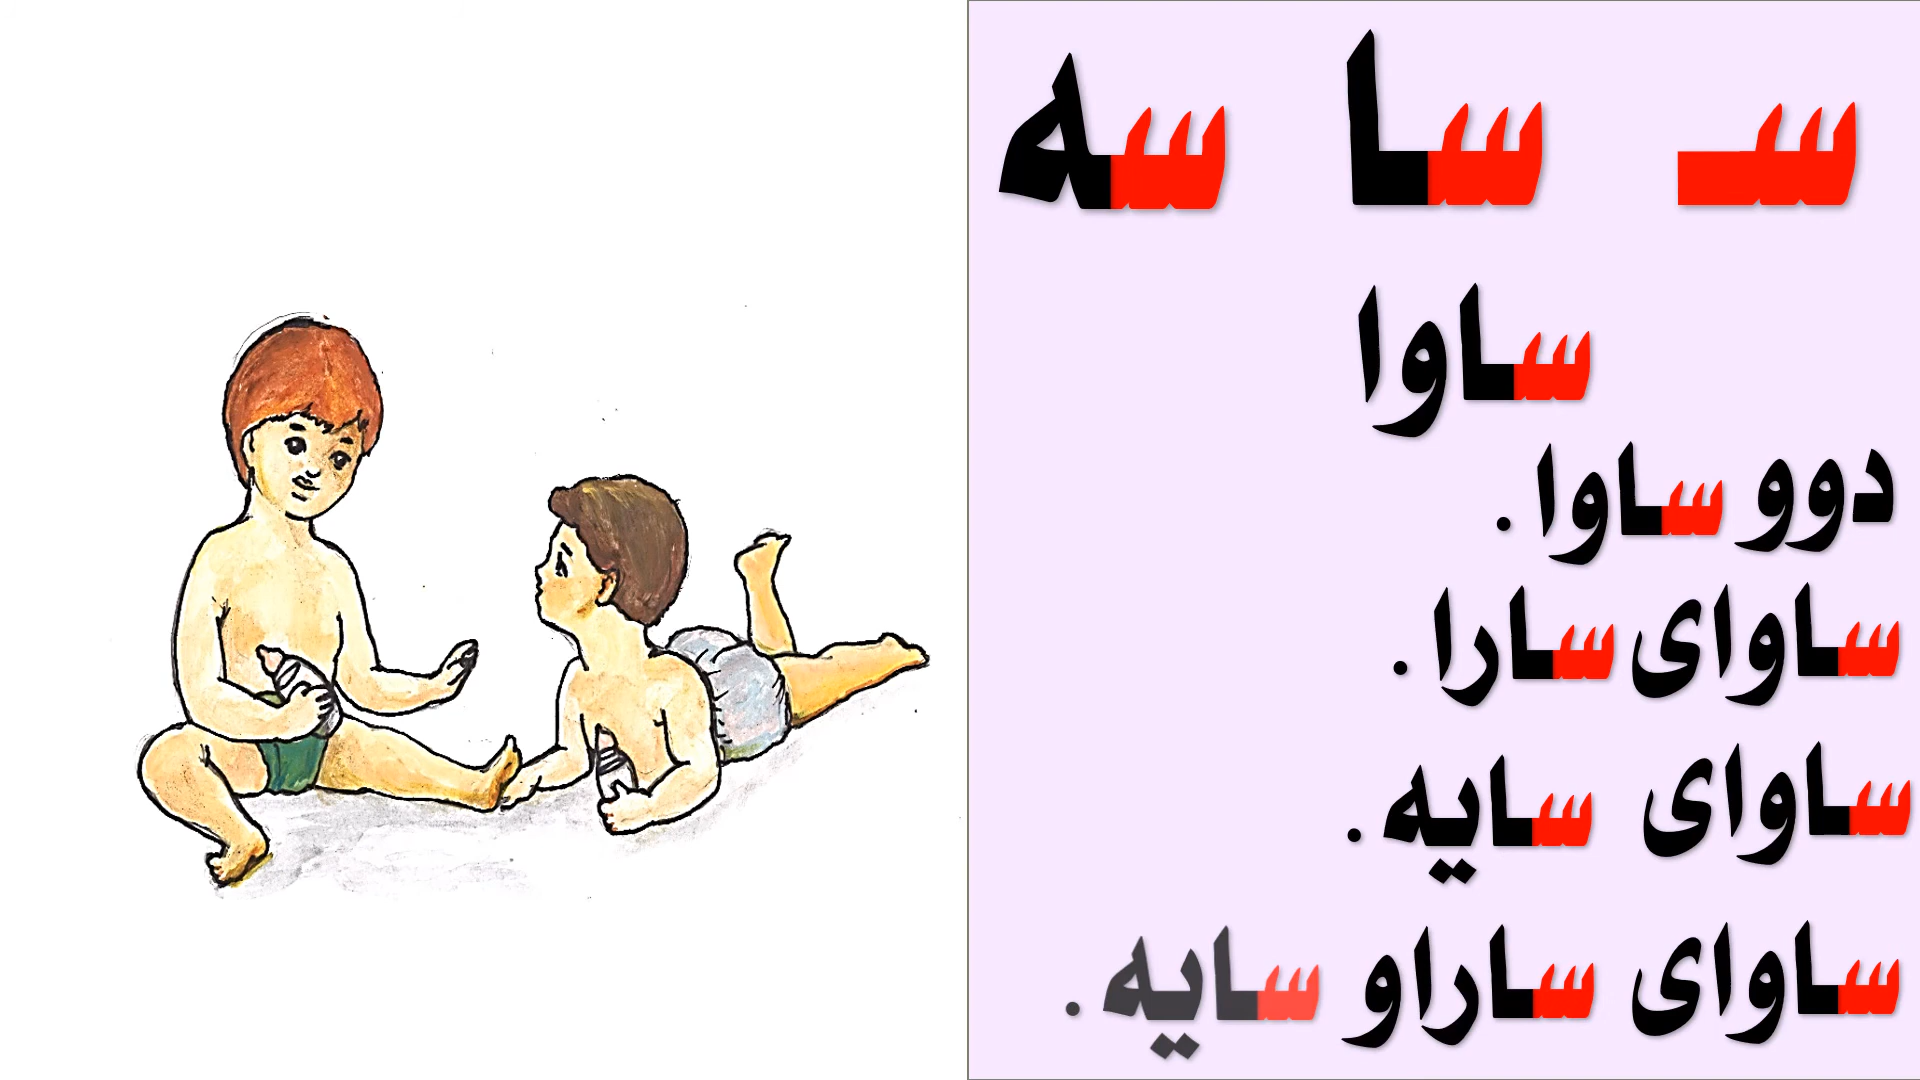 سـ سا سه
ساوا
دوو ساوا .
ساوای سارا .
ساوای سایه .
ساوای ساراو سایه .